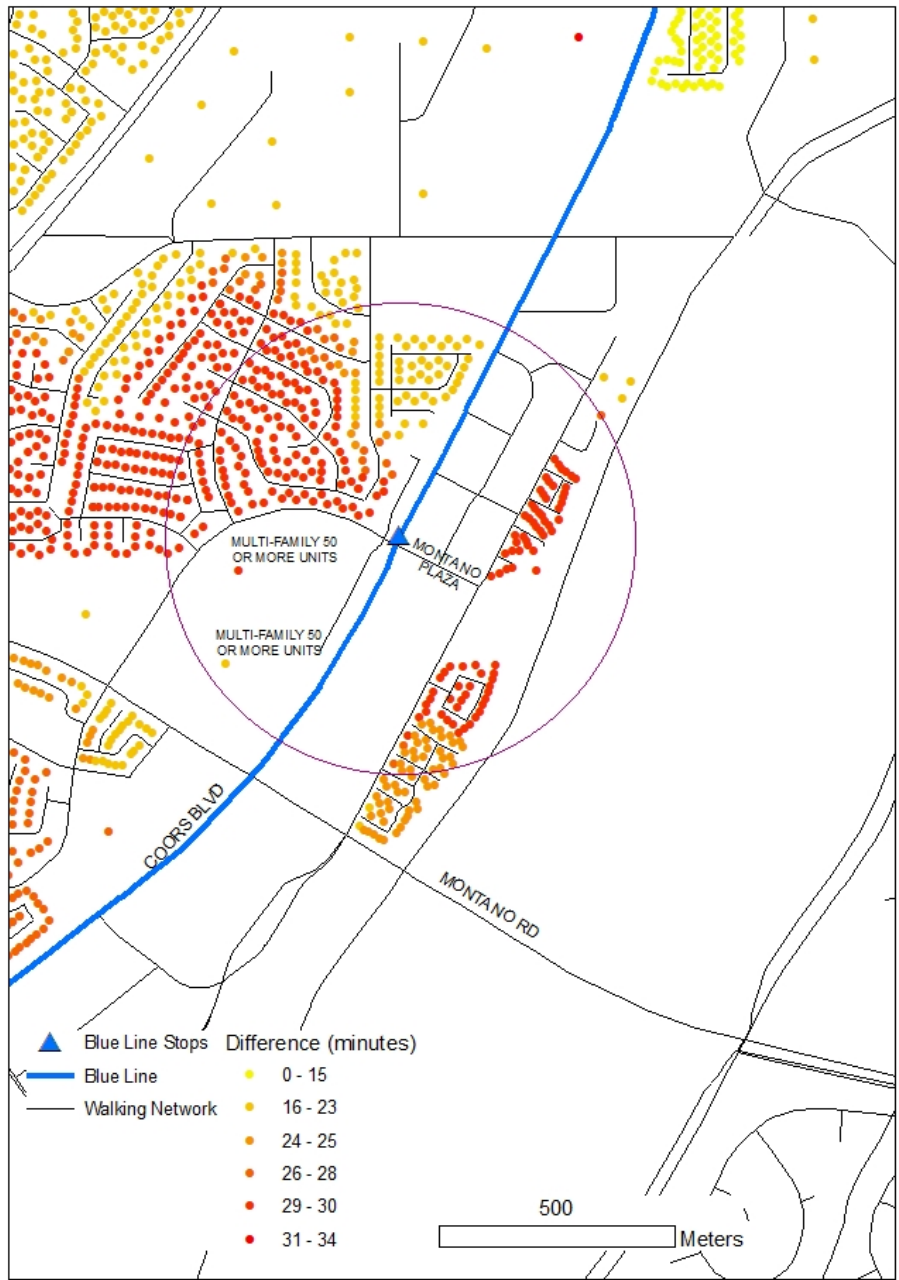 MULTI-FAMILY 50
OR MORE UNITS
MONTANO
PLAZA
MULTI-FAMILY 50
OR MORE UNITS
COORS BLVD
MONTANO RD
Blue Line Stops
Blue Line
Walking Network
Difference (minutes)
0 - 15
16 - 23
24 - 25
26 - 28
29 - 30
31 - 34
500
Meters